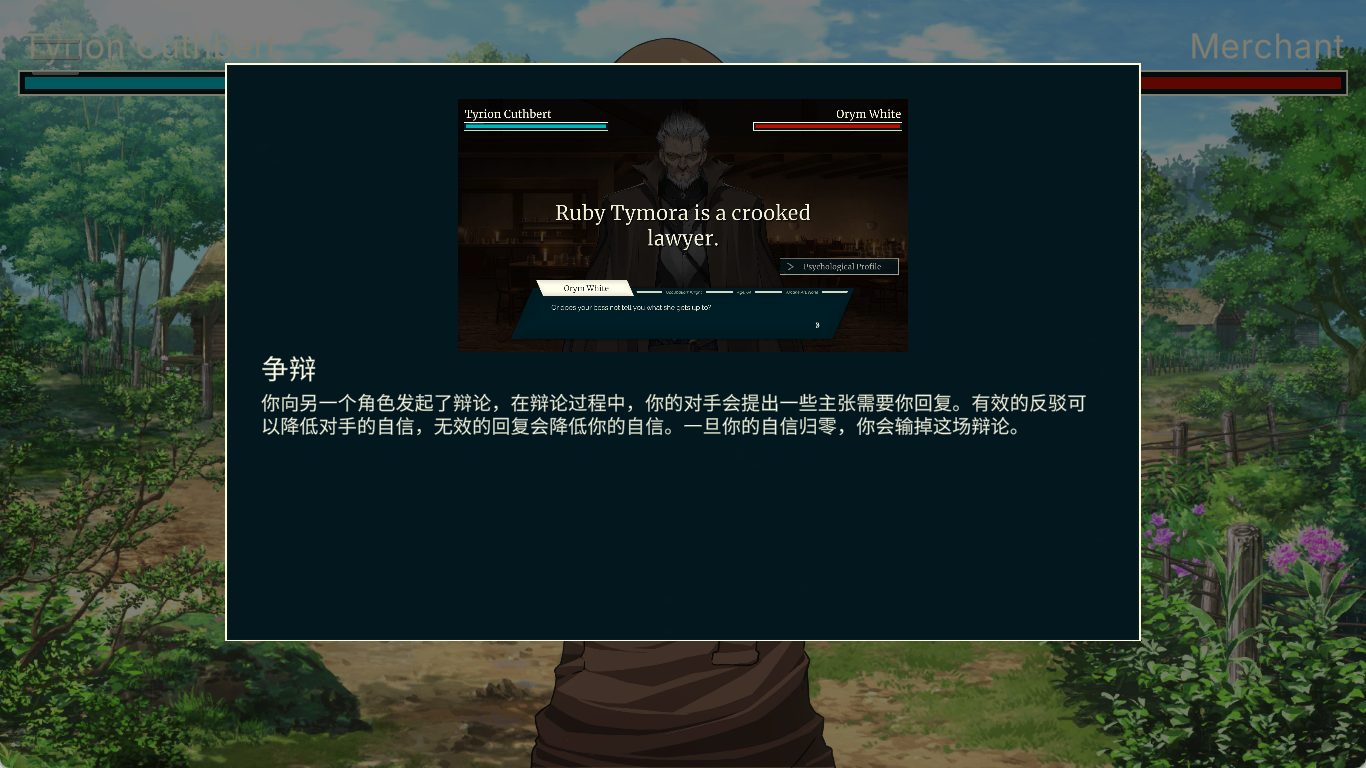 Tyrion Cuthbert
Merchant
Tyrion Cuthbert
Orym White
Ruby Tymora is a crooked
lawyer.
Psychological Profile
Orym White
Or does your boss not tell you what she gets up to?
争辩
你向另一个角色发起了辩论，在辩论过程中，你的对手会提出一些主张需要你回复。有效的反驳可
以降低对手的自信，无效的回复会降低你的自信。一旦你的自信归零，你会输掉这场辩论。